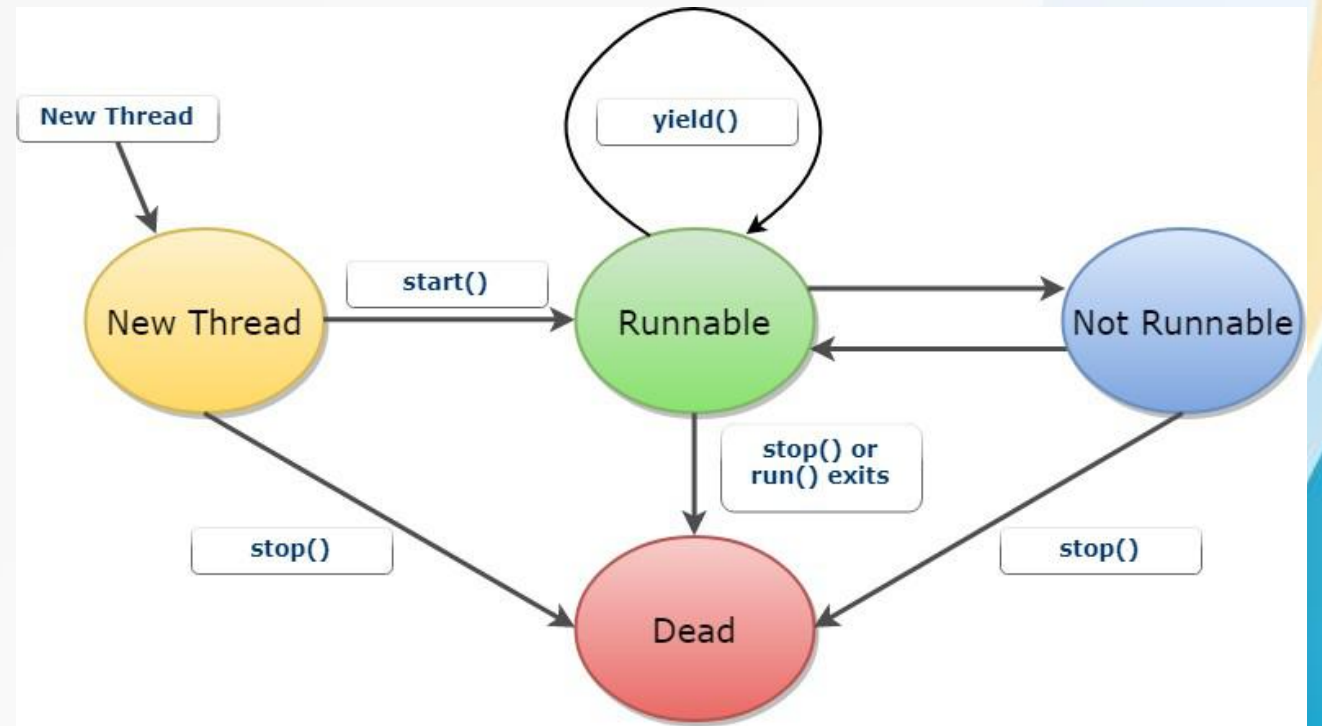 New Thread
yield()
start()
New Thread
Runnable
Not Runnable
stop() or
run() exits
stop()
stop()
Dead